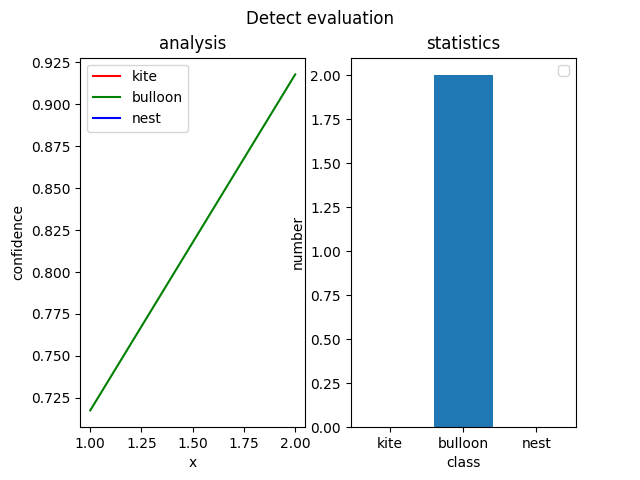 Detect evaluation
analysis
0.925
0.900
0.875
0.850
0.825
0.800
0.775
0.750
0.725
confidence
kite
bulloon
nest
1.00 1.25 1.50 1.75 2.00
x
statistics
2.00
1.75
1.50
1.25
1.00
0.75
0.50
0.25
0.00
number
kite bulloon nest
class